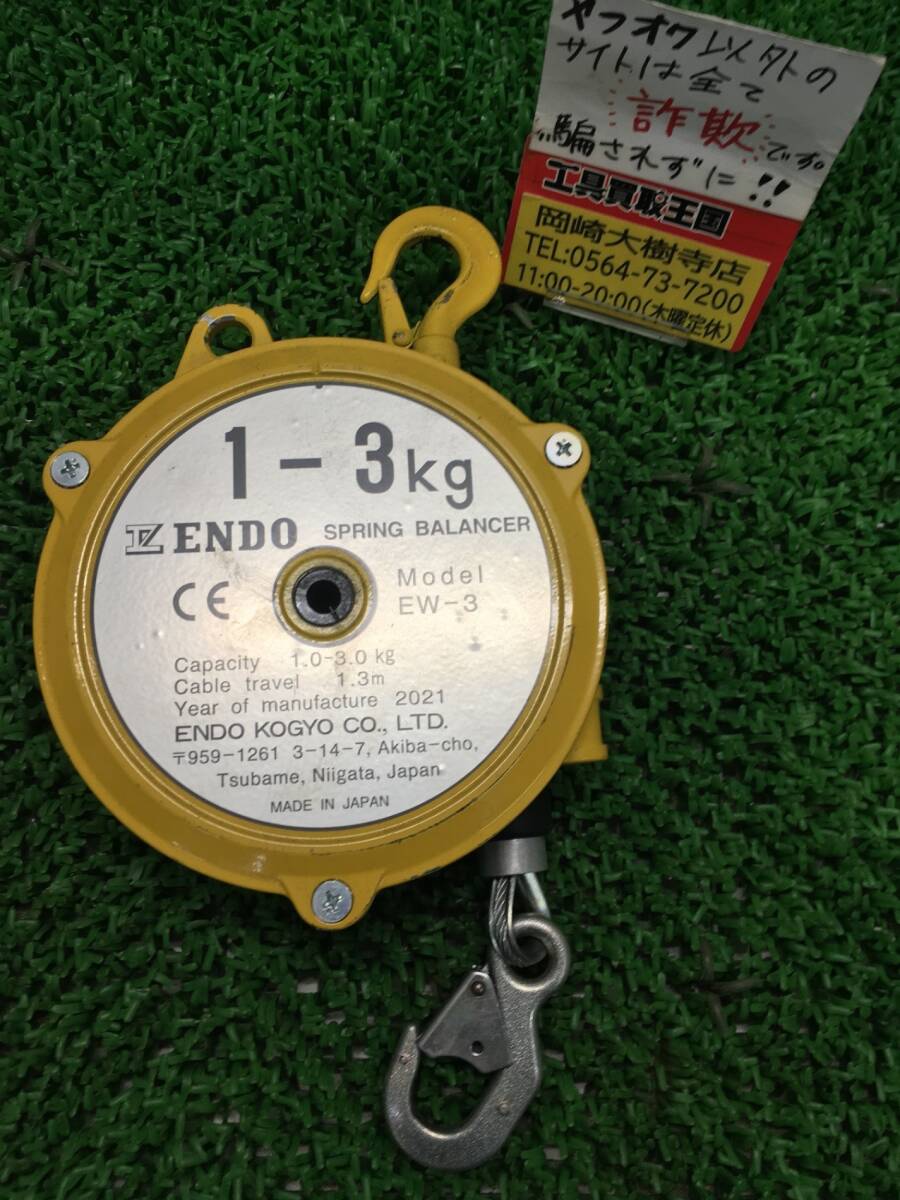 ヤフオク以外の
サイトは全て
詐欺ですヶ
騙されずに!!
工具買取王国
岡崎大樹寺店
TEL:0564-73-7200
11:00-20:00(木曜定休)
1-3kg
ENDO SPRING BALANCER
CE
Model
EW-3
Capacity 1.0-3.0 kg
Cable travel 1.3m
Year of manufacture 2021
ENDO KOGYO CO., LTD.
〒959-1261 3-14-7, Akiba-cho,
Tsubame, Niigata, Japan
MADE IN JAPAN